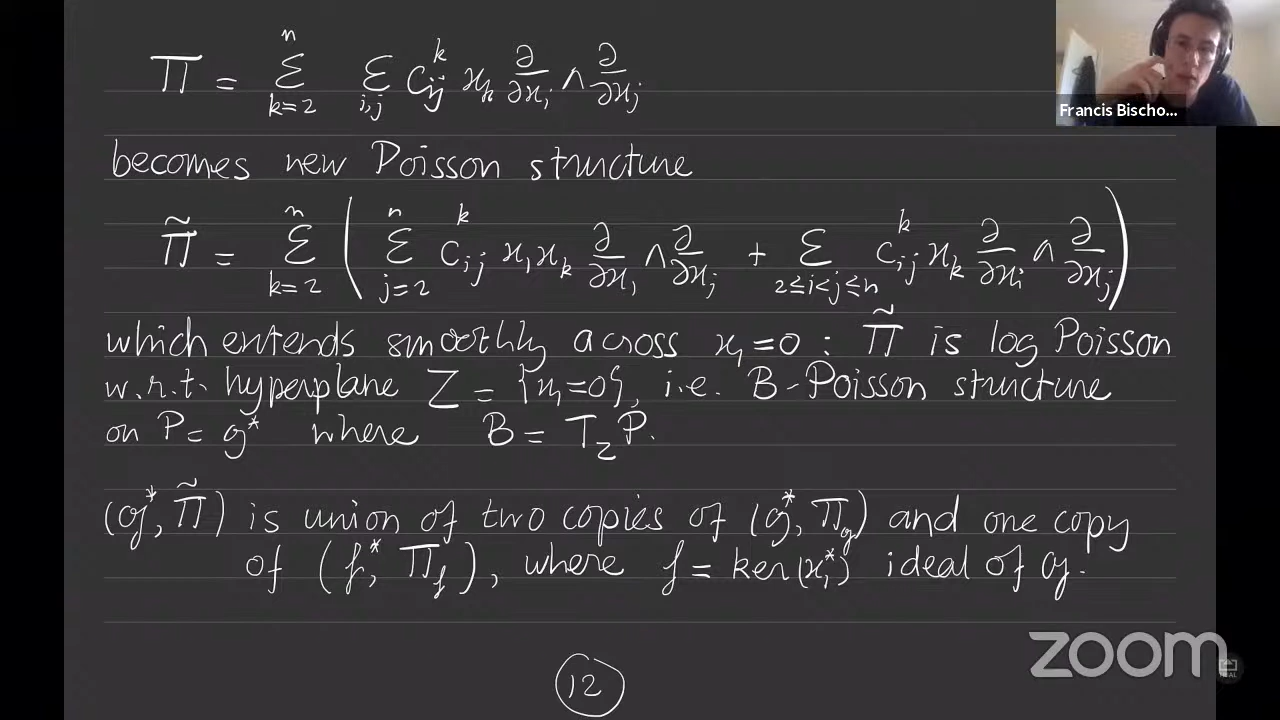 Π = Σ_{k=2}^{n} Σ_{i,j} C_{ij}^{k} x_k ∂/∂x_i ∧ ∂/∂x_j
Francis Bischo...
becomes new Poisson structure
Π̃ = Σ_{k=2}^{n} ( Σ_{j=2}^{n} C_{1j}^{k} x_1 x_k ∂/∂x_1 ∧ ∂/∂x_j + Σ_{2≤i<j≤n} C_{ij}^{k} x_k ∂/∂x_i ∧ ∂/∂x_j )
which extends smoothly across x_1=0 : Π̃ is log Poisson
w.r.t. hyperplane Z = {x_1=0}, i.e. B-Poisson structure
on P = g* where B = T_Z P.
(g*, Π̃) is union of two copies of (g*, Π_g) and one copy
of (f*, Π_f), where f = ker(x_1*) ideal of g.
zoom
12